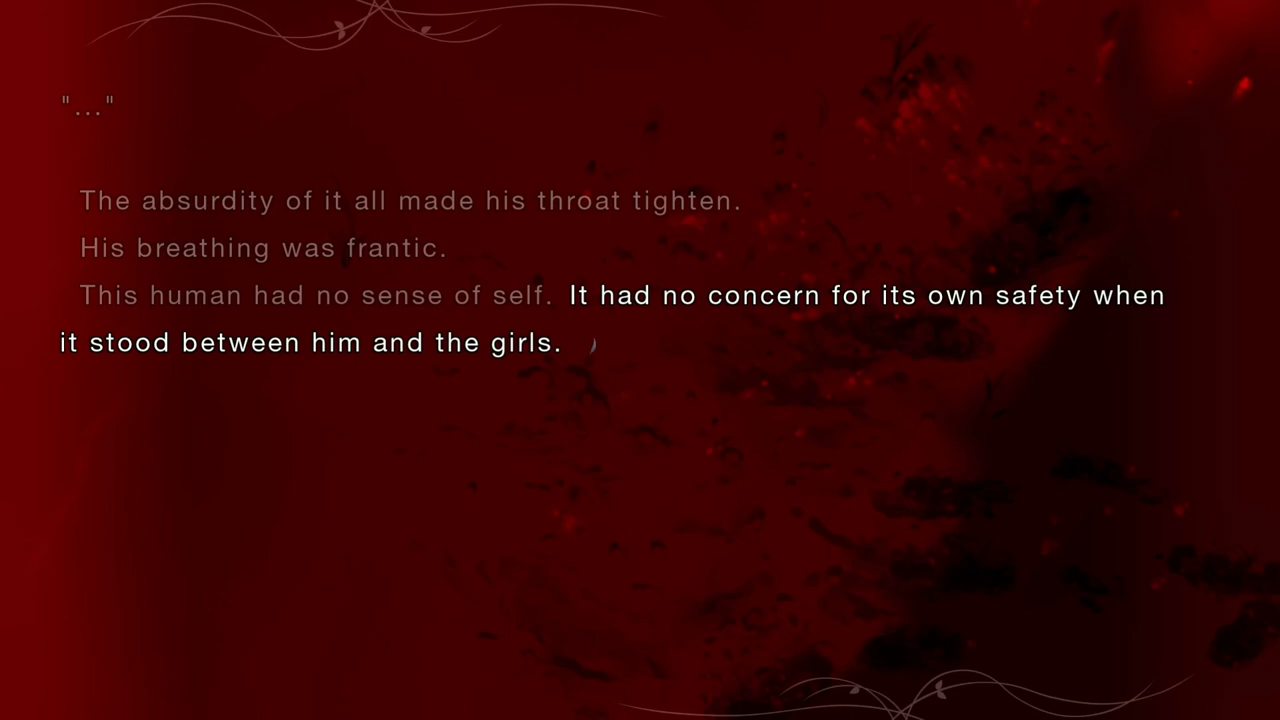 "..."
The absurdity of it all made his throat tighten.
His breathing was frantic.
This human had no sense of self. It had no concern for its own safety when
it stood between him and the girls.